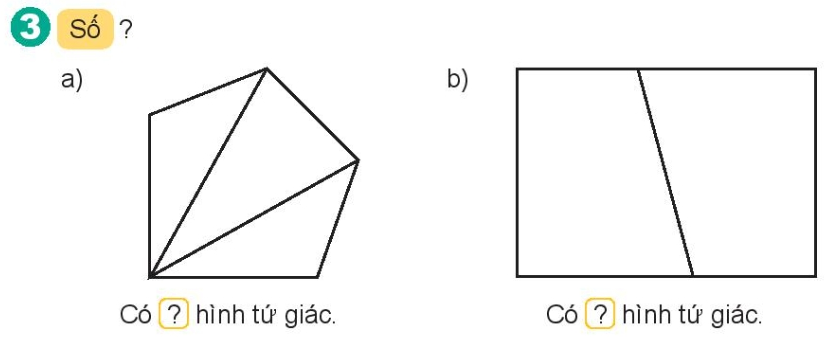 3 Số ?
a) b)
Có ? hình tứ giác. Có ? hình tứ giác.